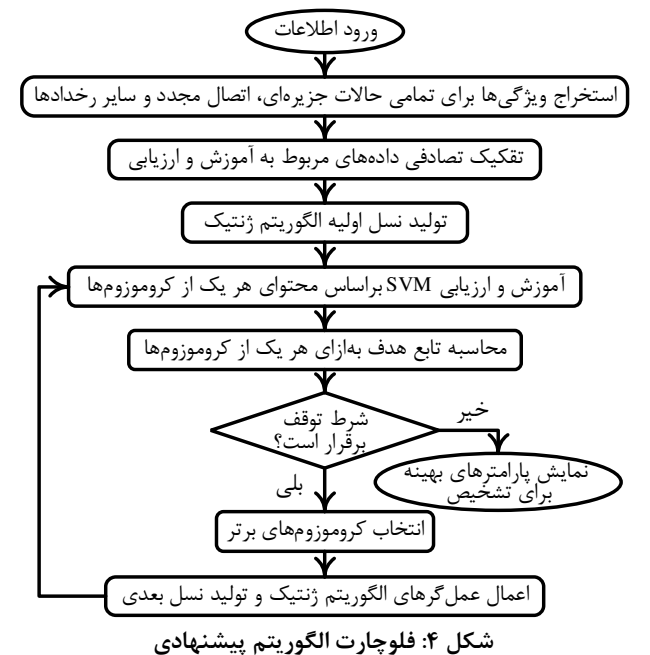 ورود اطلاعات
استخراج ویژگی‌ها برای تمامی حالات جزیره‌ای، اتصال مجدد و سایر رخدادها
تفکیک تصادفی داده‌های مربوط به آموزش و ارزیابی
تولید نسل اولیه الگوریتم ژنتیک
آموزش و ارزیابی SVM براساس محتوای هر یک از کروموزوم‌ها
محاسبه تابع هدف به‌ازای هر یک از کروموزوم‌ها
شرط توقف
برقرار است؟
خیر
نمایش پارامترهای بهینه
برای تشخیص
بلی
انتخاب کروموزوم‌های برتر
اعمال عمل‌گرهای الگوریتم ژنتیک و تولید نسل بعدی
شکل ۴: فلوچارت الگوریتم پیشنهادی